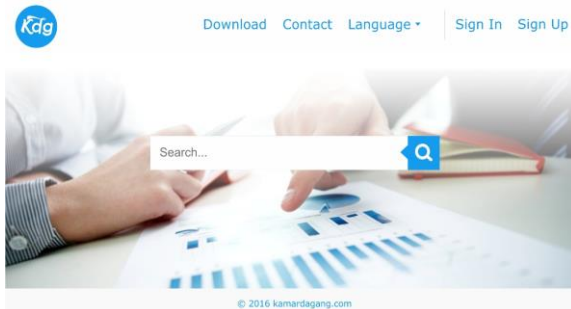 Kdg
Download Contact Language Sign In Sign Up
Search...
© 2016 kamardagang.com